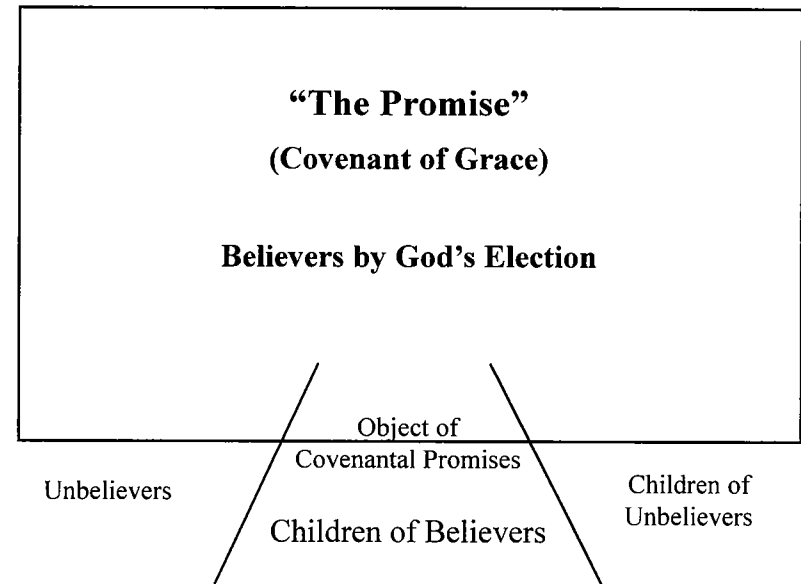 “The Promise”
(Covenant of Grace)
Believers by God's Election
Object of
Covenantal Promises
Unbelievers
Children of
Unbelievers
Children of Believers